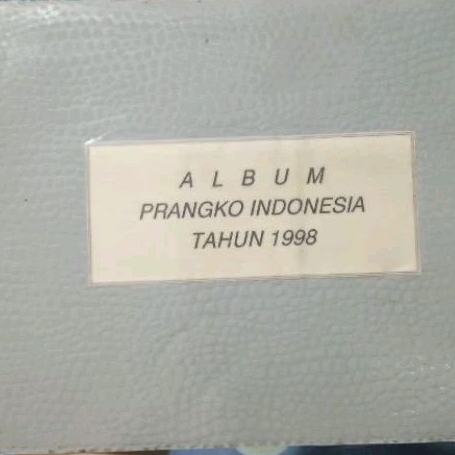 A L B U M
PRANGKO INDONESIA
TAHUN 1998